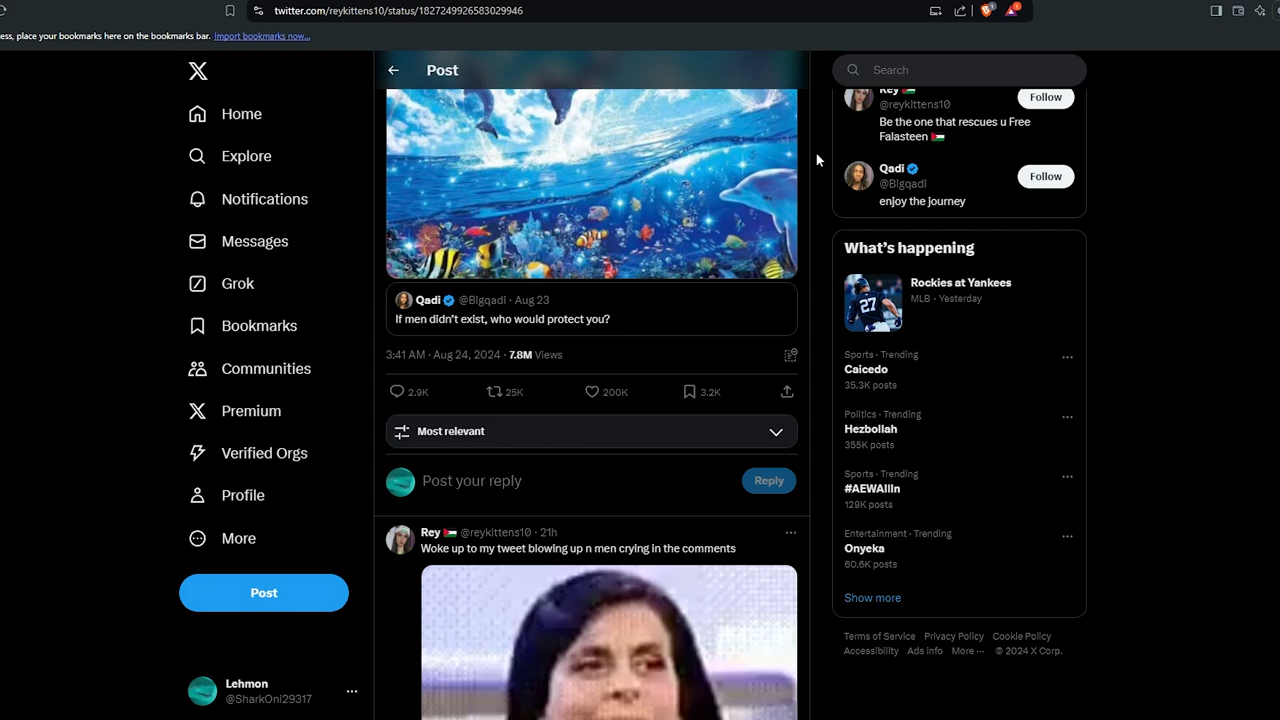 twitter.com/reykittens10/status/1827249926583029946
ess, place your bookmarks here on the bookmarks bar. Import bookmarks now...
Home
Explore
Notifications
Messages
Grok
Bookmarks
Communities
Premium
Verified Orgs
Profile
More
Post
Lehmon
@SharkOni29317
Post
Qadi @Blgqadi · Aug 23
If men didn't exist, who would protect you?
3:41 AM · Aug 24, 2024 · 7.8M Views
2.9K 25K 200K 3.2K
Most relevant
Post your reply
Reply
Rey @reykittens10 · 21h
Woke up to my tweet blowing up n men crying in the comments
Search
Rey
@reykittens10
Follow
Be the one that rescues u Free
Falasteen
Qadi
@Blgqadi
Follow
enjoy the journey
What's happening
Rockies at Yankees
MLB · Yesterday
27
Sports · Trending
Caicedo
35.3K posts
Politics · Trending
Hezbollah
355K posts
Sports · Trending
#AEWAllIn
129K posts
Entertainment · Trending
Onyeka
60.6K posts
Show more
Terms of Service Privacy Policy Cookie Policy
Accessibility Ads info More ··· © 2024 X Corp.